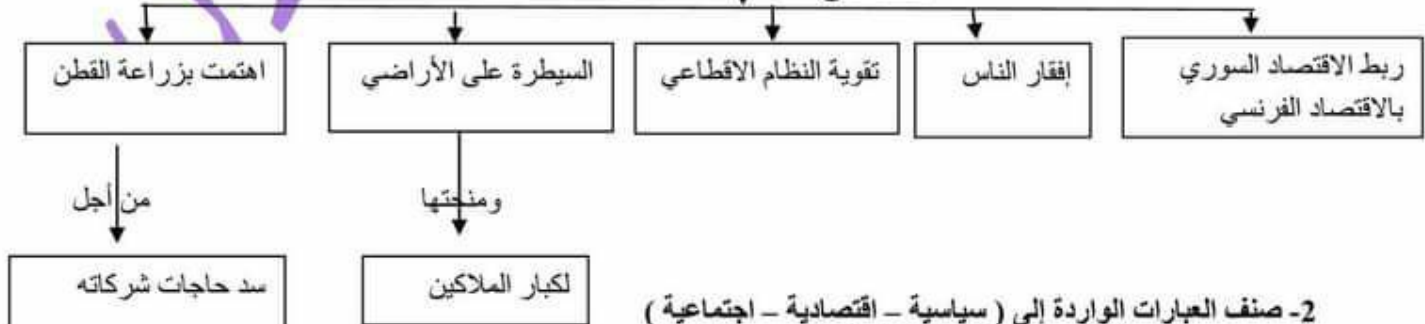 ربط الاقتصاد السوري
بالاقتصاد الفرنسي
إفقار الناس
تقوية النظام الاقطاعي
السيطرة على الأراضي
اهتمت بزراعة القطن
ومنحتها
من أجل
لكبار الملاكين
سد حاجات شركاته
2- صنف العبارات الواردة إلى ( سياسية – اقتصادية – اجتماعية )